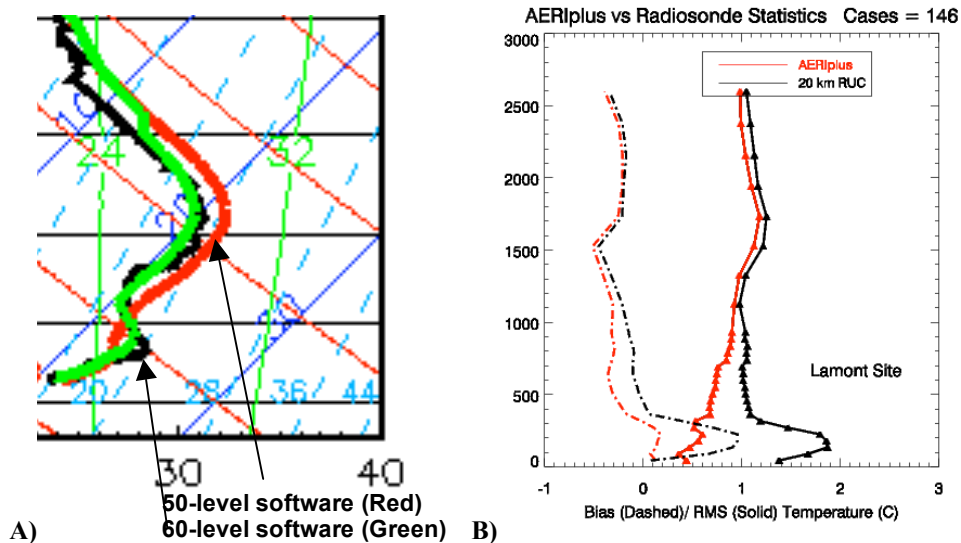 24
32
20
28
36
44
30
40
50-level software (Red)
60-level software (Green)
A)
AERIplus vs Radiosonde Statistics Cases = 146
3000
2500
2000
1500
1000
500
0
AERIplus
20 km RUC
Lamont Site
-1
0
1
2
3
Bias (Dashed)/ RMS (Solid) Temperature (C)
B)